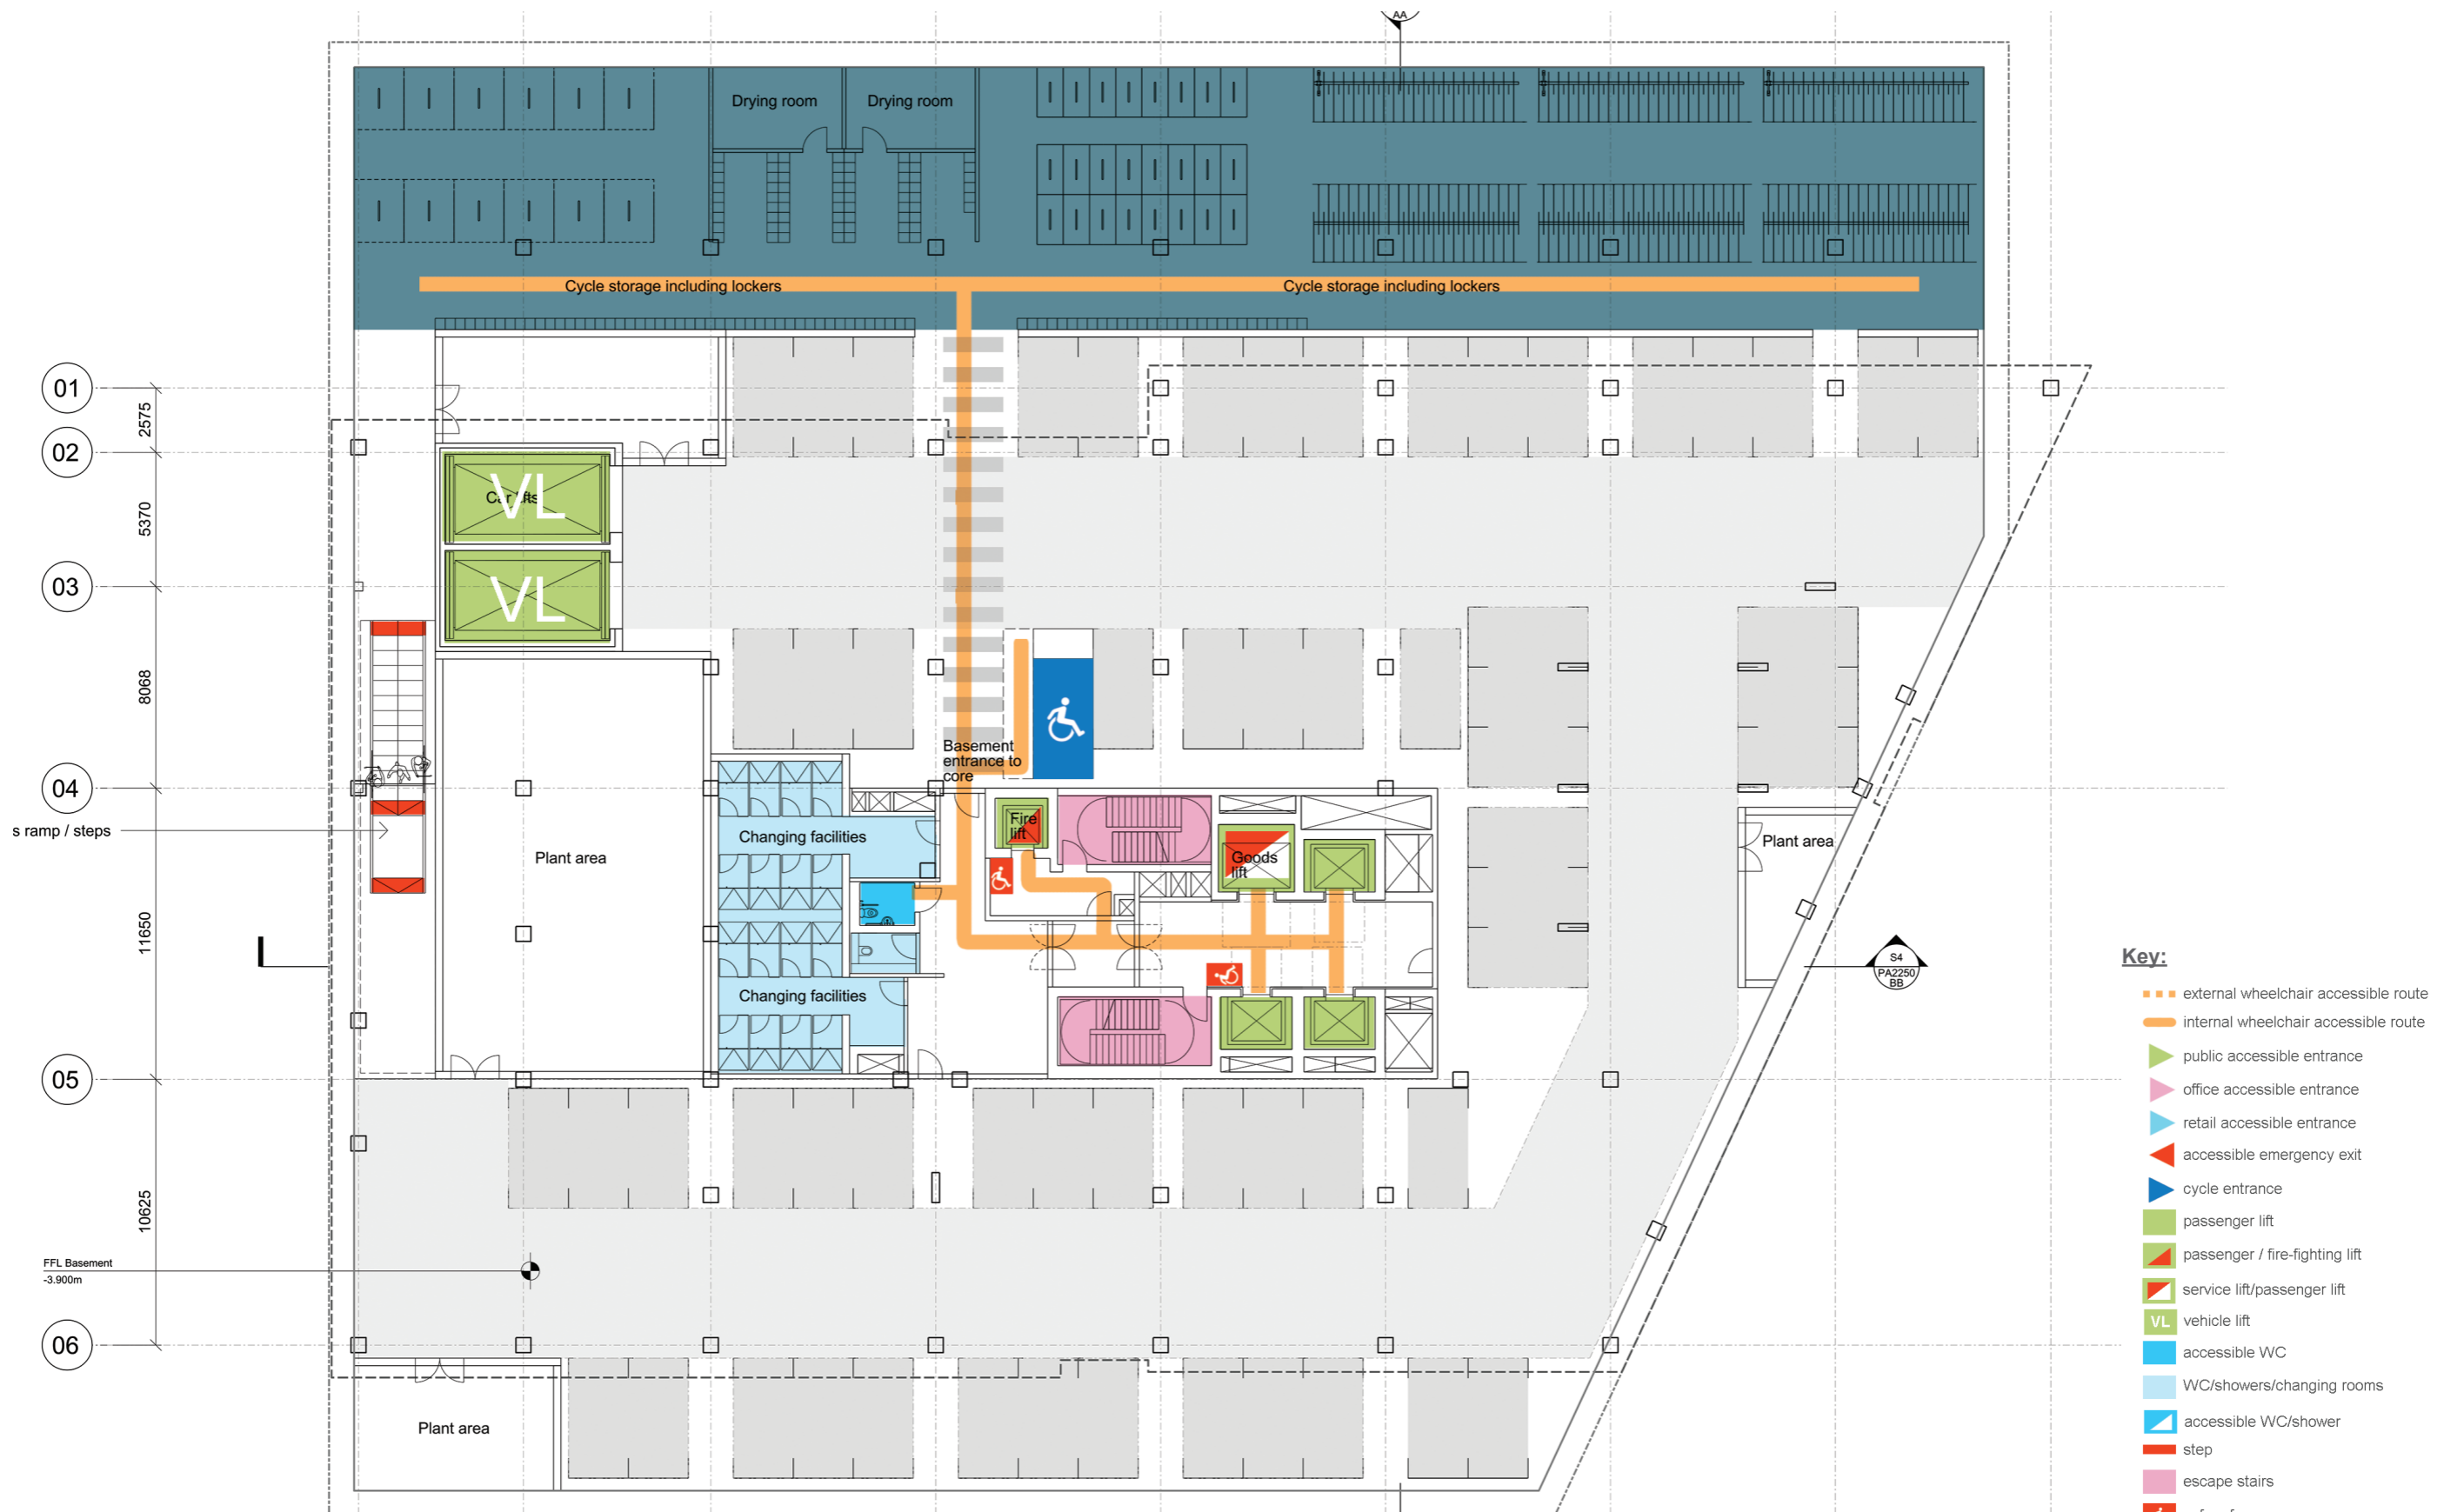 AA
Drying room
Drying room
Cycle storage including lockers
Cycle storage including lockers
01
2575
02
5370
03
8068
04
s ramp / steps
11650
05
10625
FFL Basement
-3.900m
06
VL
VL
Basement
entrance to
core
Changing facilities
Changing facilities
Plant area
Fire
lift
Goods
lift
Plant area
S4
PA2250
BB
Plant area
Key:
external wheelchair accessible route
internal wheelchair accessible route
public accessible entrance
office accessible entrance
retail accessible entrance
accessible emergency exit
cycle entrance
passenger lift
passenger / fire-fighting lift
service lift/passenger lift
VL vehicle lift
accessible WC
WC/showers/changing rooms
accessible WC/shower
step
escape stairs